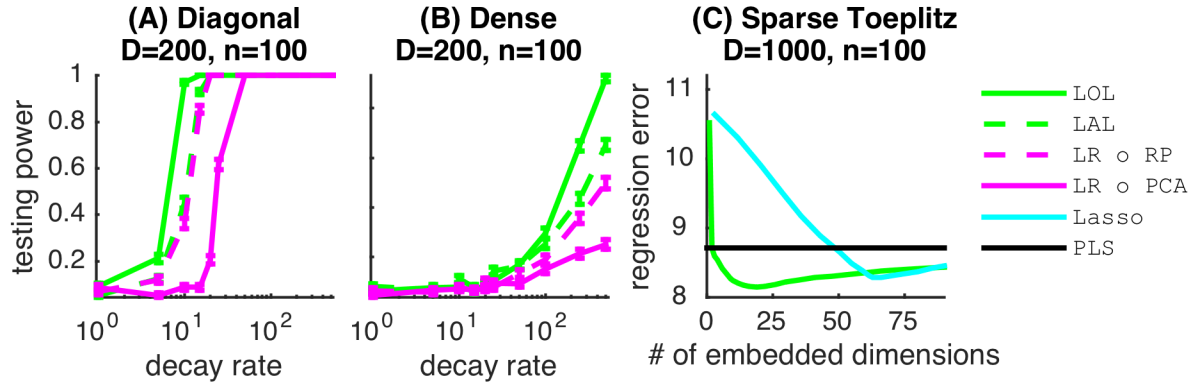 (A) Diagonal
D=200, n=100
(B) Dense
D=200, n=100
(C) Sparse Toeplitz
D=1000, n=100
testing power
1
0.8
0.6
0.4
0.2
10^0
10^1
10^2
decay rate
10^0
10^1
10^2
decay rate
regression error
11
10
9
8
0
25
50
75
# of embedded dimensions
LOL
LAL
LR o RP
LR o PCA
Lasso
PLS